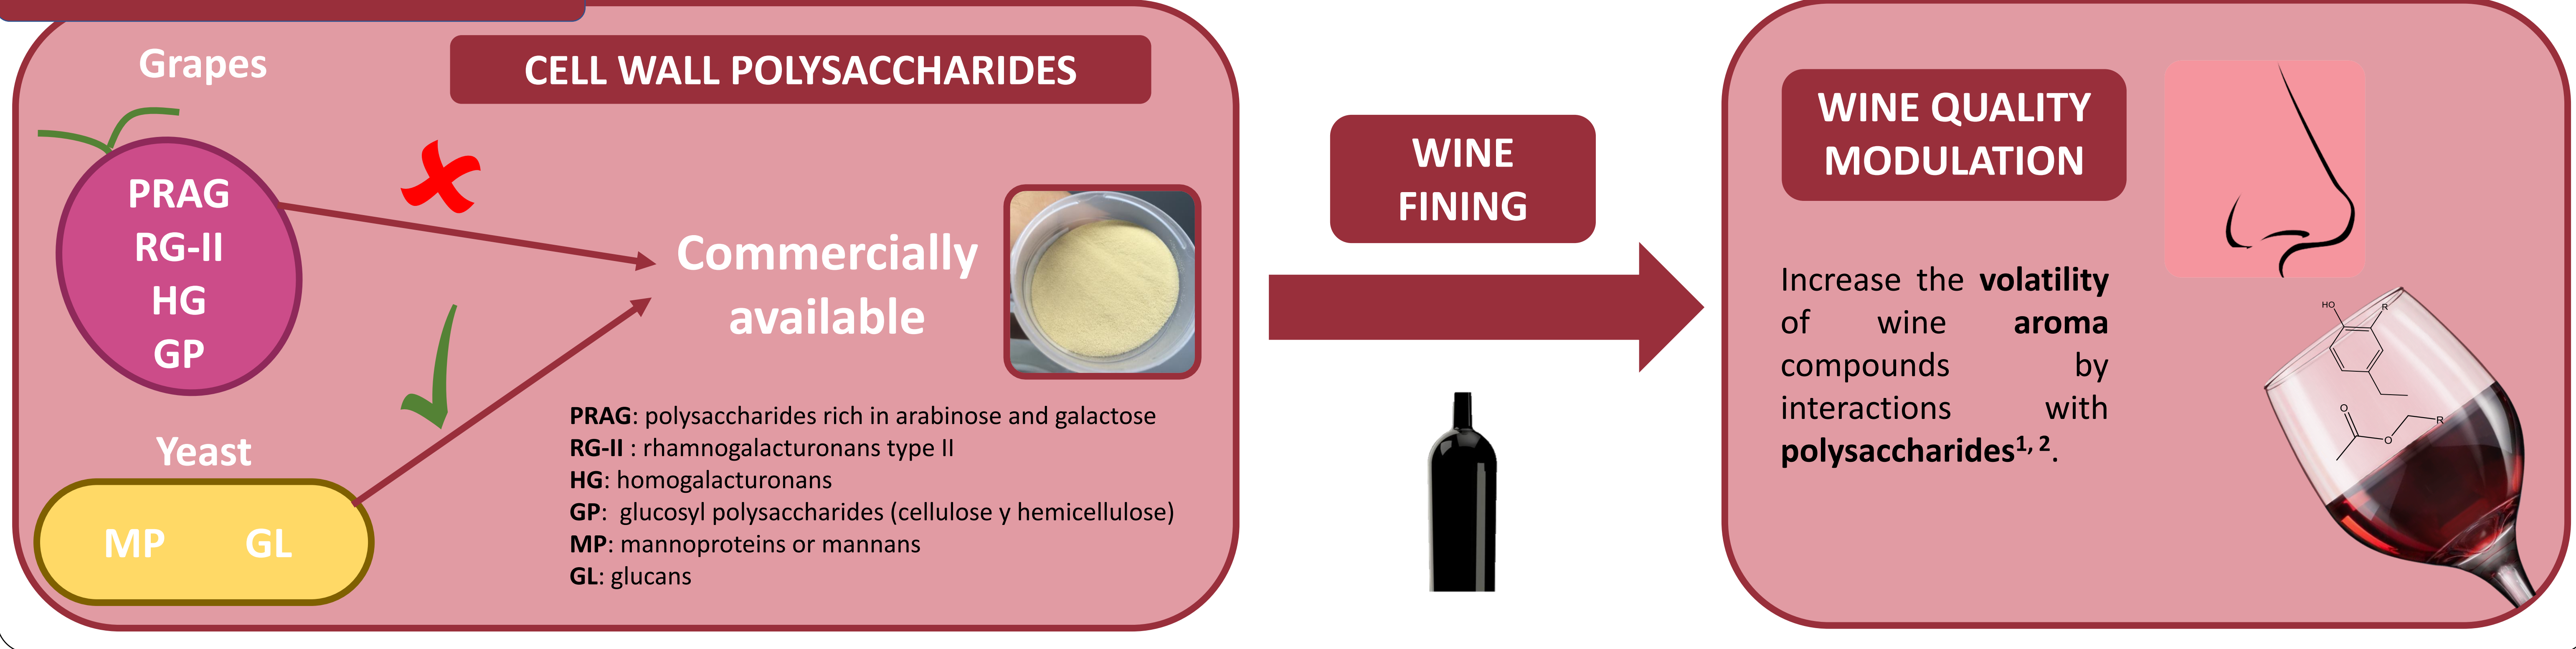 Grapes
CELL WALL POLYSACCHARIDES
PRAG
RG-II
HG
GP
Commercially
available
Yeast
MP GL
PRAG: polysaccharides rich in arabinose and galactose
RG-II : rhamnogalacturonans type II
HG: homogalacturonans
GP: glucosyl polysaccharides (cellulose y hemicellulose)
MP: mannoproteins or mannans
GL: glucans
WINE
FINING
WINE QUALITY
MODULATION
Increase the volatility
of wine aroma
compounds by
interactions with
polysaccharides1, 2.
HO
R
O
O
R